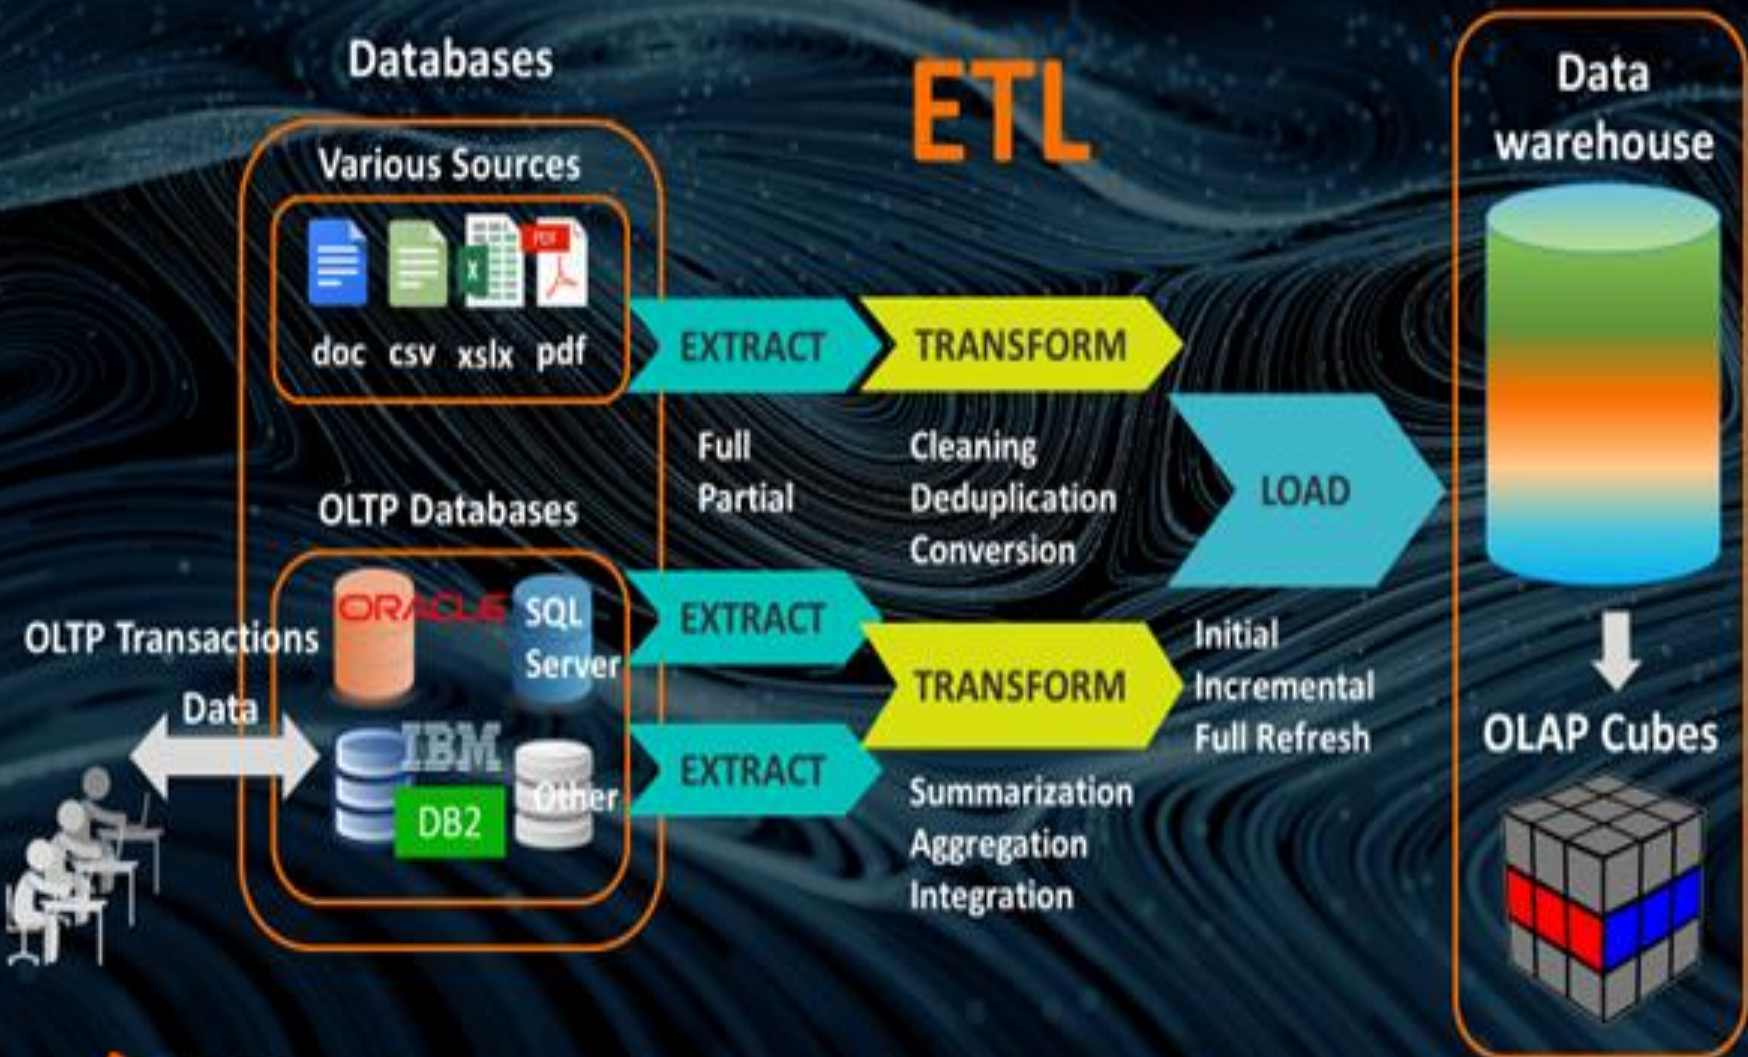 Databases
ETL
Data
warehouse
Various Sources
PDF
X
doc csv xslx pdf
EXTRACT
TRANSFORM
Full
Partial
Cleaning
Deduplication
Conversion
LOAD
OLTP Databases
ORACLE
SQL
Server
IBM
DB2
Other
OLTP Transactions
Data
EXTRACT
EXTRACT
TRANSFORM
Summarization
Aggregation
Integration
Initial
Incremental
Full Refresh
OLAP Cubes